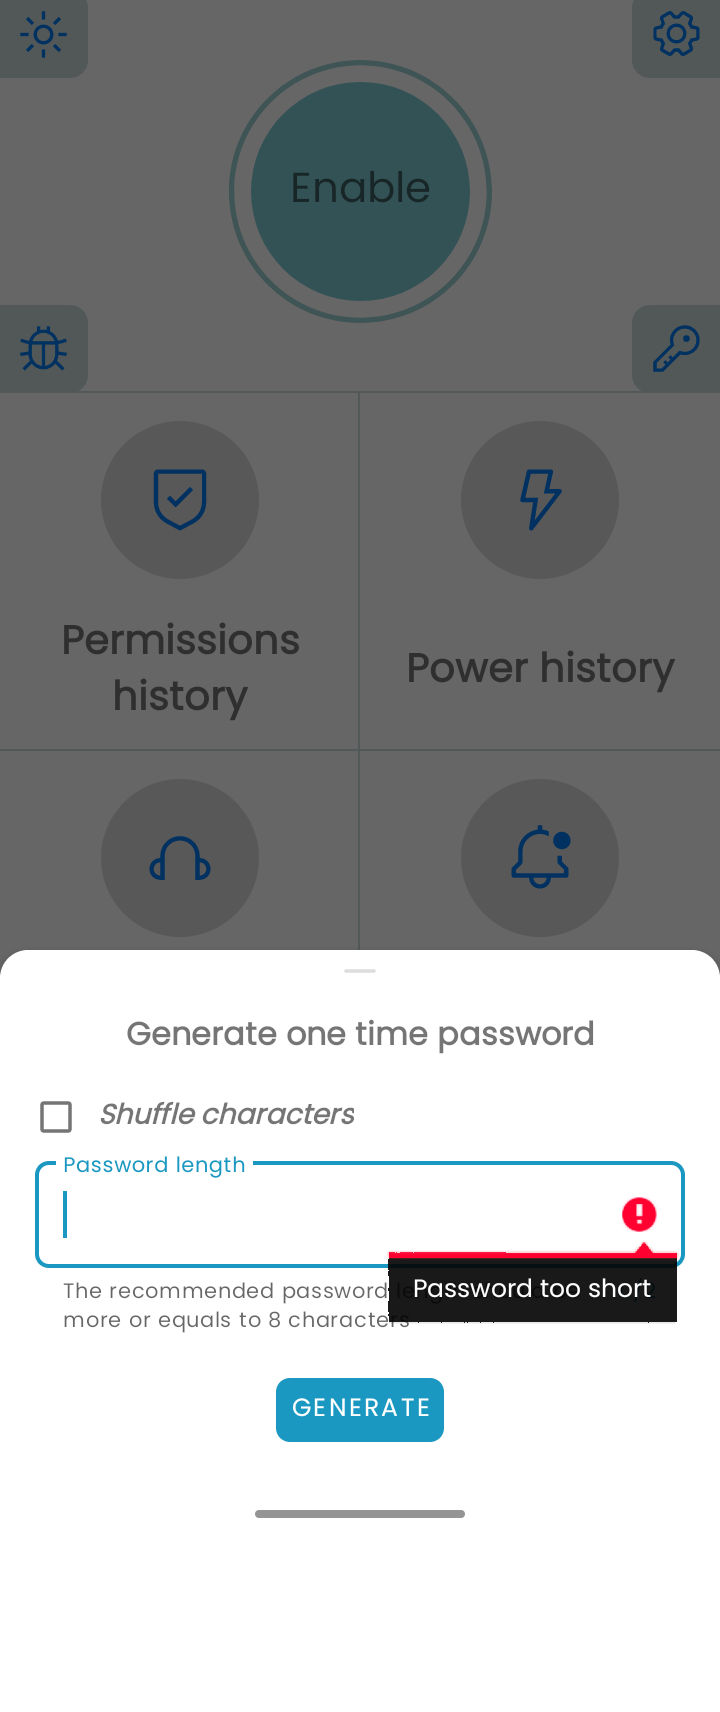 Enable
Permissions
history
Power history
Generate one time password
Shuffle characters
Password length
The recommended password
more or equals to 8 characters
Password too short
GENERATE